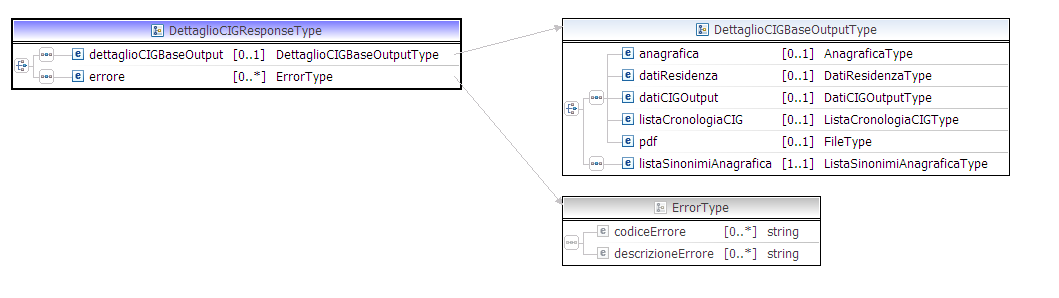 DettaglioCIGResponseType
dettaglioCIGBaseOutput [0..1] DettaglioCIGBaseOutputType
errore [0..*] ErrorType
DettaglioCIGBaseOutputType
anagrafica [0..1] AnagraficaType
datiResidenza [0..1] DatiResidenzaType
datiCIGOutput [0..1] DatiCIGOutputType
listaCronologiaCIG [0..1] ListaCronologiaCIGType
pdf [0..1] FileType
listaSinonimiAnagrafica [1..1] ListaSinonimiAnagraficaType
ErrorType
codiceErrore [0..*] string
descrizioneErrore [0..*] string